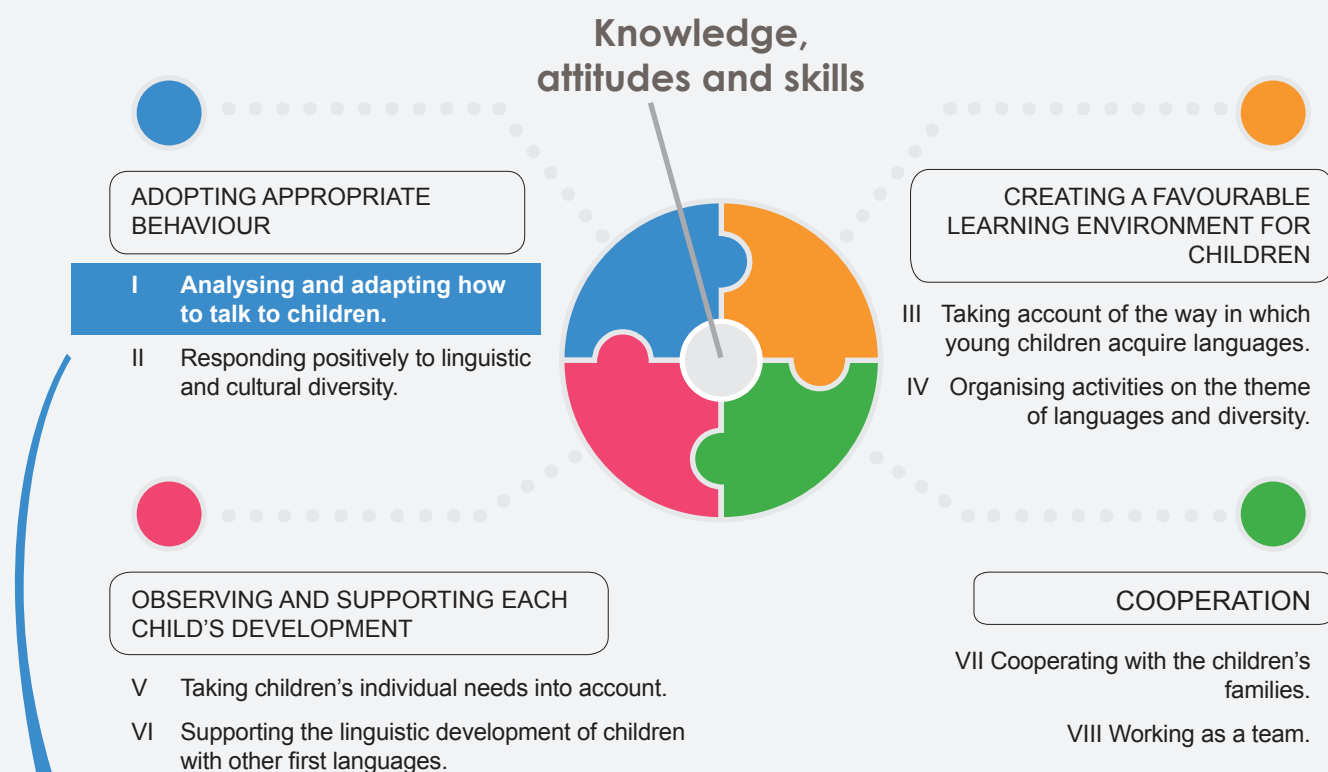 Knowledge,
attitudes and skills
ADOPTING APPROPRIATE
BEHAVIOUR
I Analysing and adapting how
to talk to children.
II Responding positively to linguistic
and cultural diversity.
CREATING A FAVOURABLE
LEARNING ENVIRONMENT FOR
CHILDREN
III Taking account of the way in which
young children acquire languages.
IV Organising activities on the theme
of languages and diversity.
OBSERVING AND SUPPORTING EACH
CHILD’S DEVELOPMENT
V Taking children’s individual needs into account.
VI Supporting the linguistic development of children
with other first languages.
COOPERATION
VII Cooperating with the children’s
families.
VIII Working as a team.